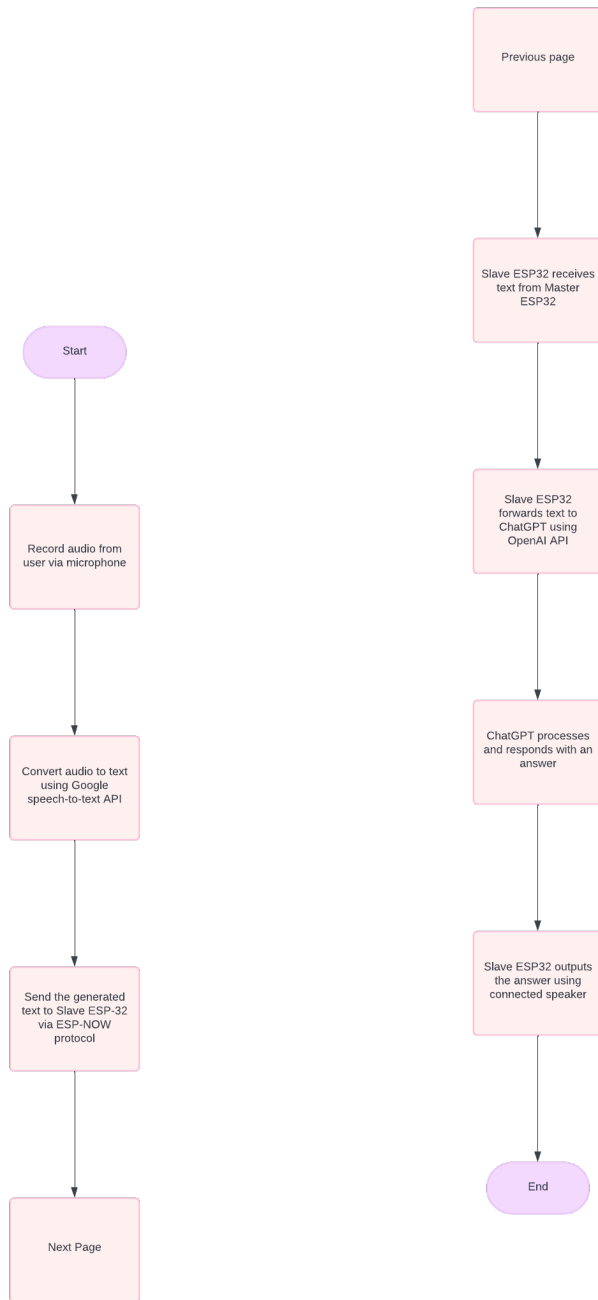 Start
Record audio from
user via microphone
Convert audio to text
using Google
speech-to-text API
Send the generated
text to Slave ESP-32
via ESP-NOW
protocol
Next Page
Previous page
Slave ESP32 receives
text from Master
ESP32
Slave ESP32
forwards text to
ChatGPT using
OpenAI API
ChatGPT processes
and responds with an
answer
Slave ESP32 outputs
the answer using
connected speaker
End